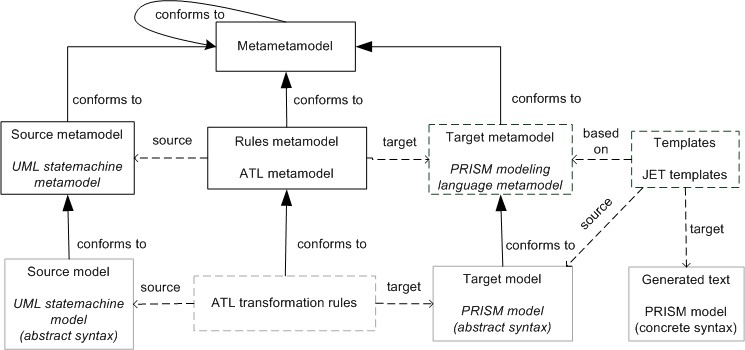 conforms to
Metametamodel
conforms to
conforms to
conforms to
Source metamodel
UML statemachine
metamodel
source
Rules metamodel
ATL metamodel
target
Target metamodel
PRISM modeling
language metamodel
based
on
Templates
JET templates
conforms to
conforms to
conforms to
source
target
Source model
UML statemachine
model
(abstract syntax)
source
ATL transformation rules
target
Target model
PRISM model
(abstract syntax)
Generated text
PRISM model
(concrete syntax)